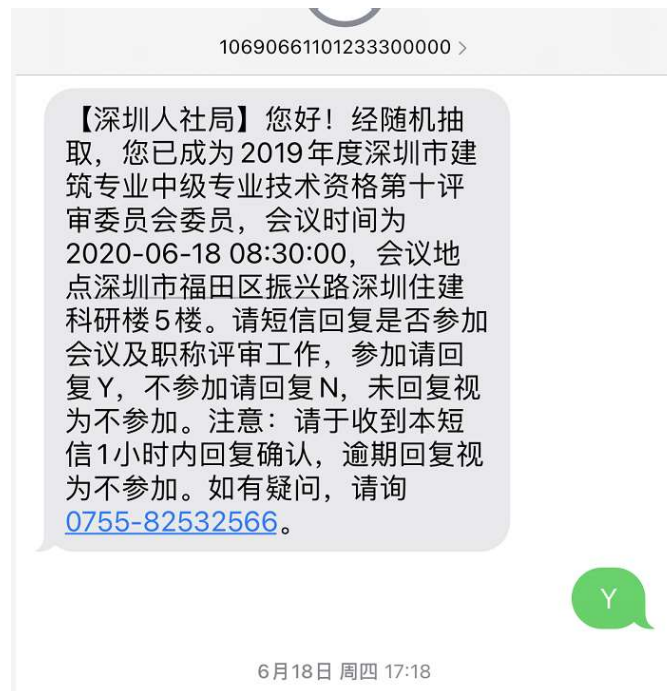 10690661101233300000 >
【深圳人社局】您好！经随机抽
取，您已成为2019年度深圳市建
筑专业中级专业技术资格第十评
审委员会委员，会议时间为
2020-06-18 08:30:00，会议地
点深圳市福田区振兴路深圳住建
科研楼5楼。请短信回复是否参加
会议及职称评审工作，参加请回
复Y，不参加请回复N，未回复视
为不参加。注意：请于收到本短
信1小时内回复确认，逾期回复视
为不参加。如有疑问，请询
0755-82532566。
Y
6月18日 周四 17:18